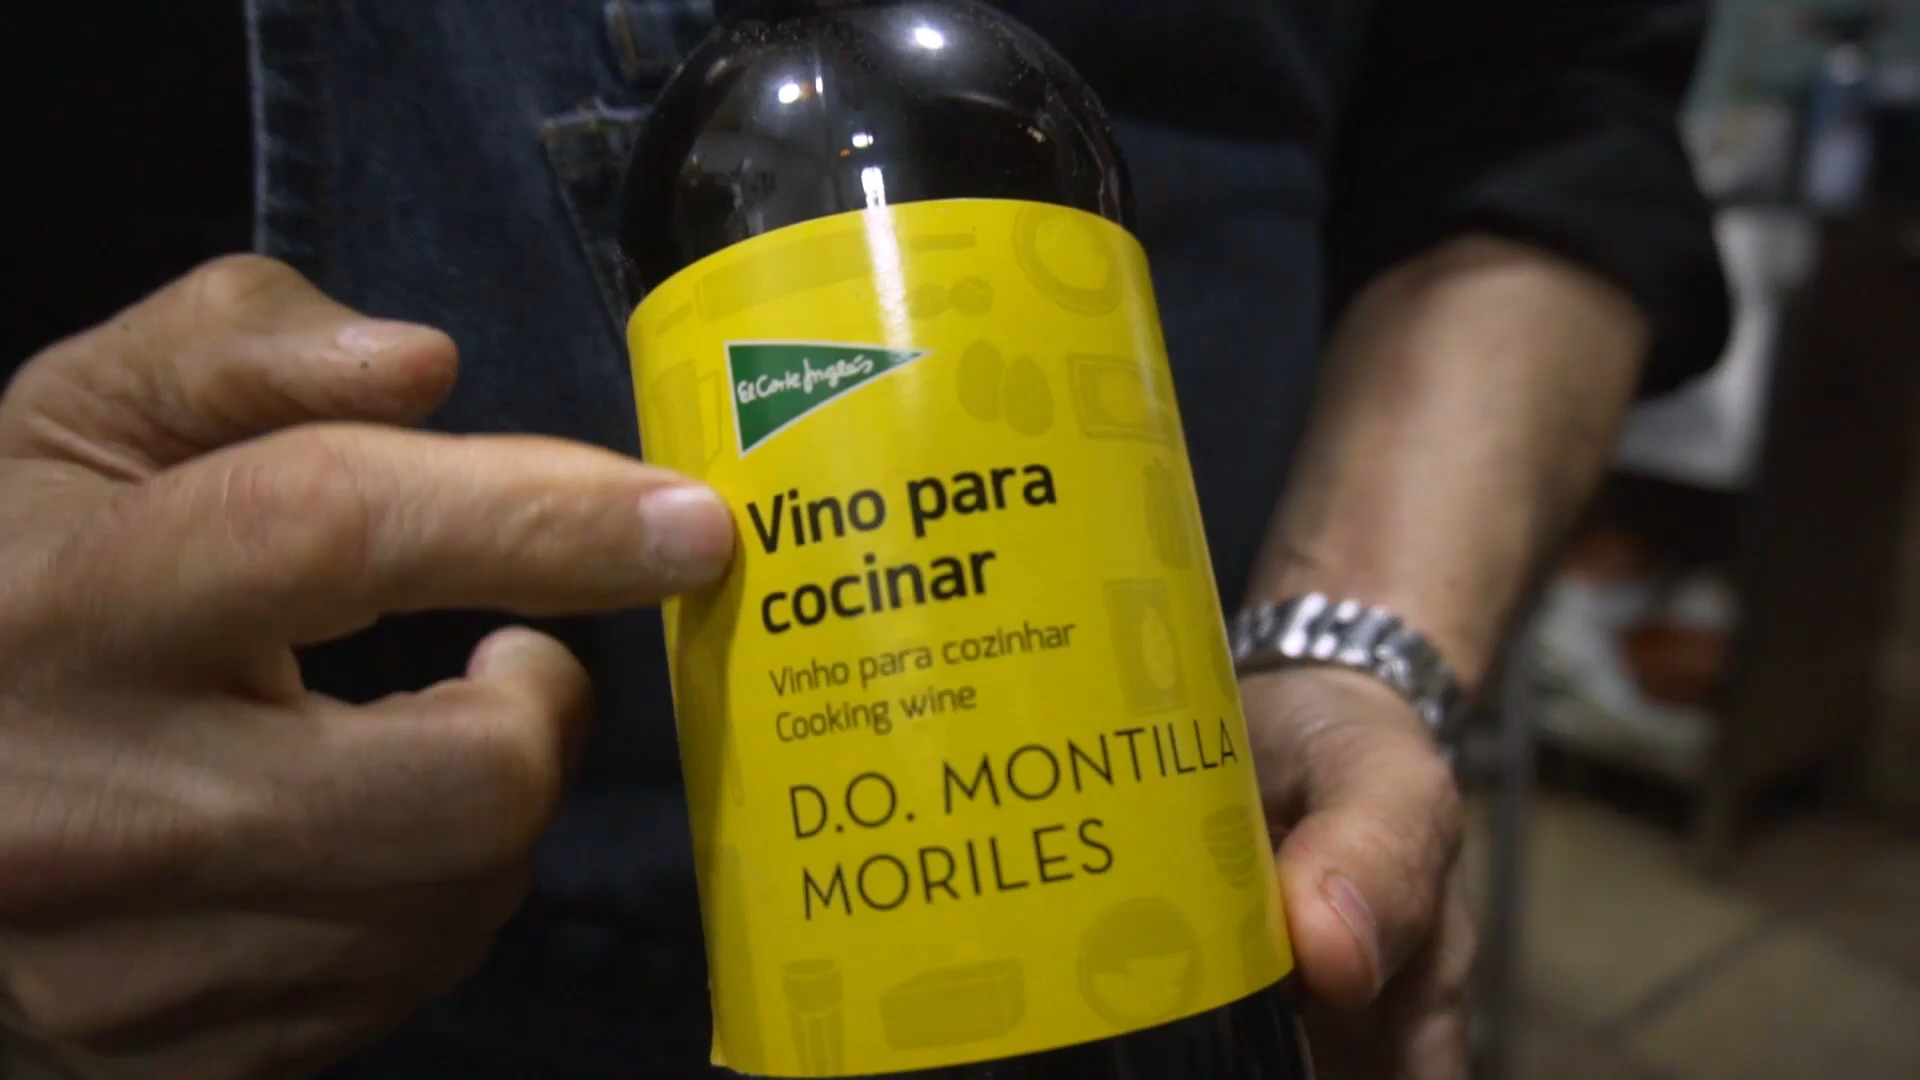 El Corte Inglés
Vino para
cocinar
Vinho para cozinhar
Cooking wine
D.O. MONTILLA
MORILES